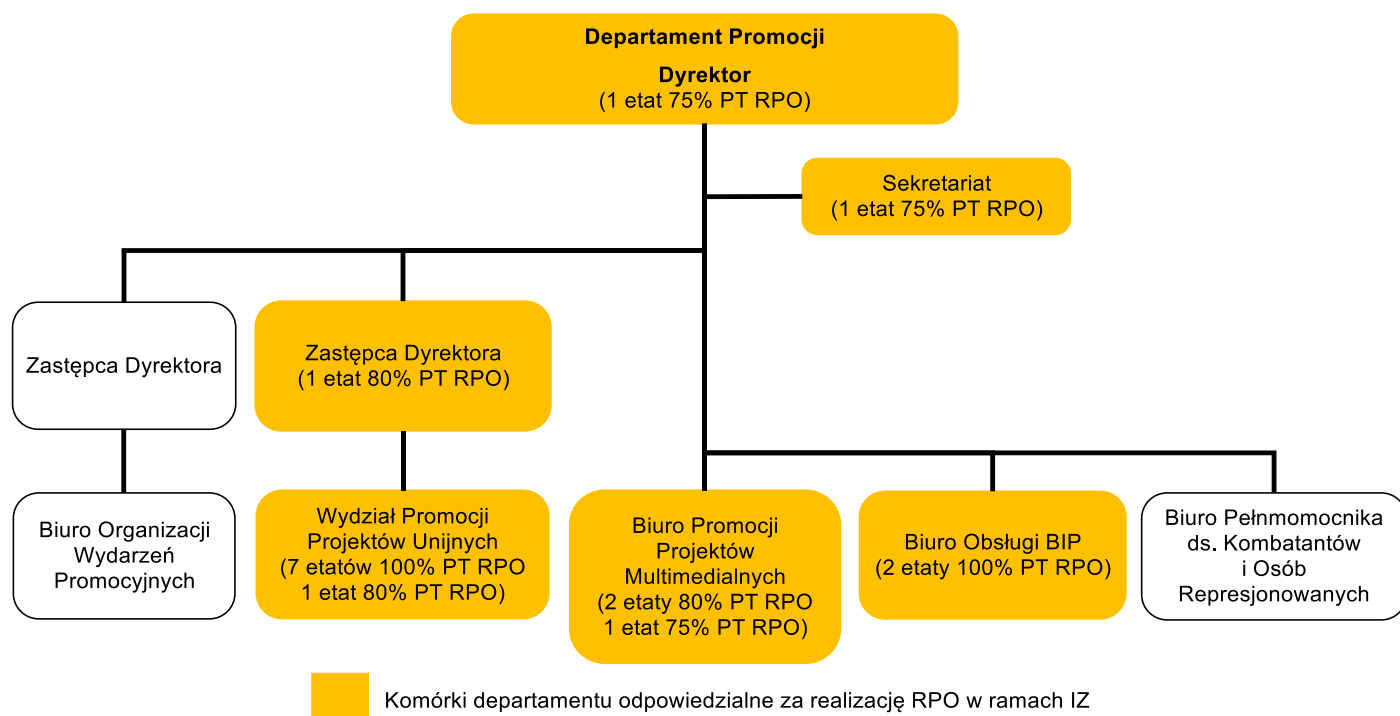 Departament Promocji
Dyrektor
(1 etat 75% PT RPO)
Sekretariat
(1 etat 75% PT RPO)
Zastępca Dyrektora
Zastępca Dyrektora
(1 etat 80% PT RPO)
Biuro Organizacji
Wydarzeń
Promocyjnych
Wydział Promocji
Projektów Unijnych
(7 etatów 100% PT RPO
1 etat 80% PT RPO)
Biuro Promocji
Projektów
Multimedialnych
(2 etaty 80% PT RPO
1 etat 75% PT RPO)
Biuro Obsługi BIP
(2 etaty 100% PT RPO)
Biuro Pełnmomocnika
ds. Kombatantów
i Osób
Represjonowanych
Komórki departamentu odpowiedzialne za realizację RPO w ramach IZ